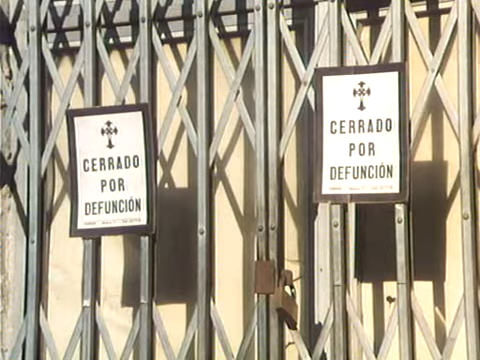 CERRADO
POR
DEFUNCIÓN
CERRADO
POR
DEFUNCIÓN